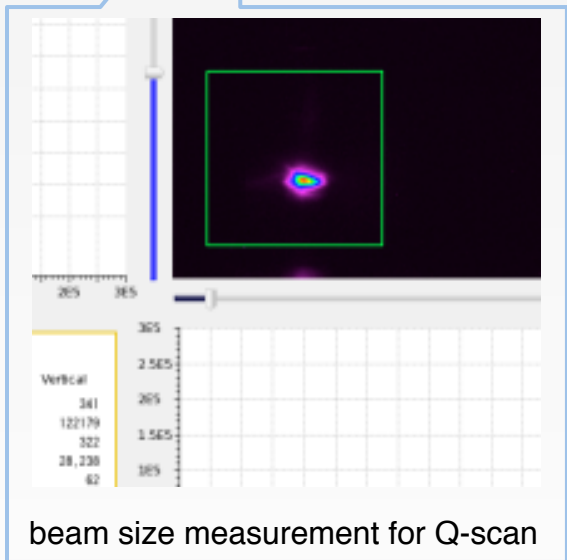 2E5 3E5
3E5
2.5E5
2E5
1.5E5
1E5
Vertical
341
122179
322
28,238
62
beam size measurement for Q-scan